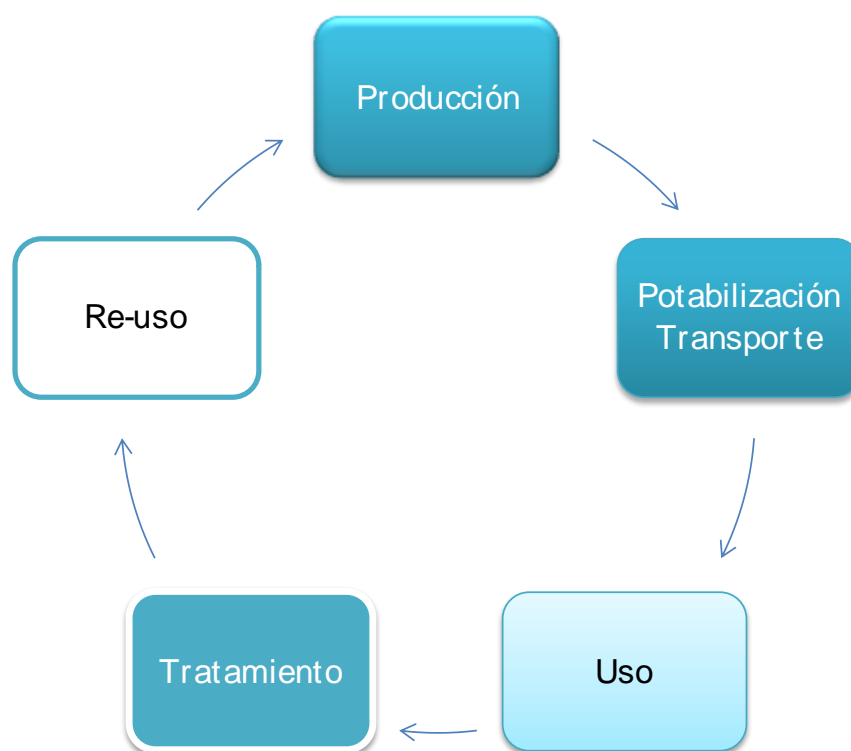 Producción
Potabilización
Transporte
Uso
Tratamiento
Re-uso